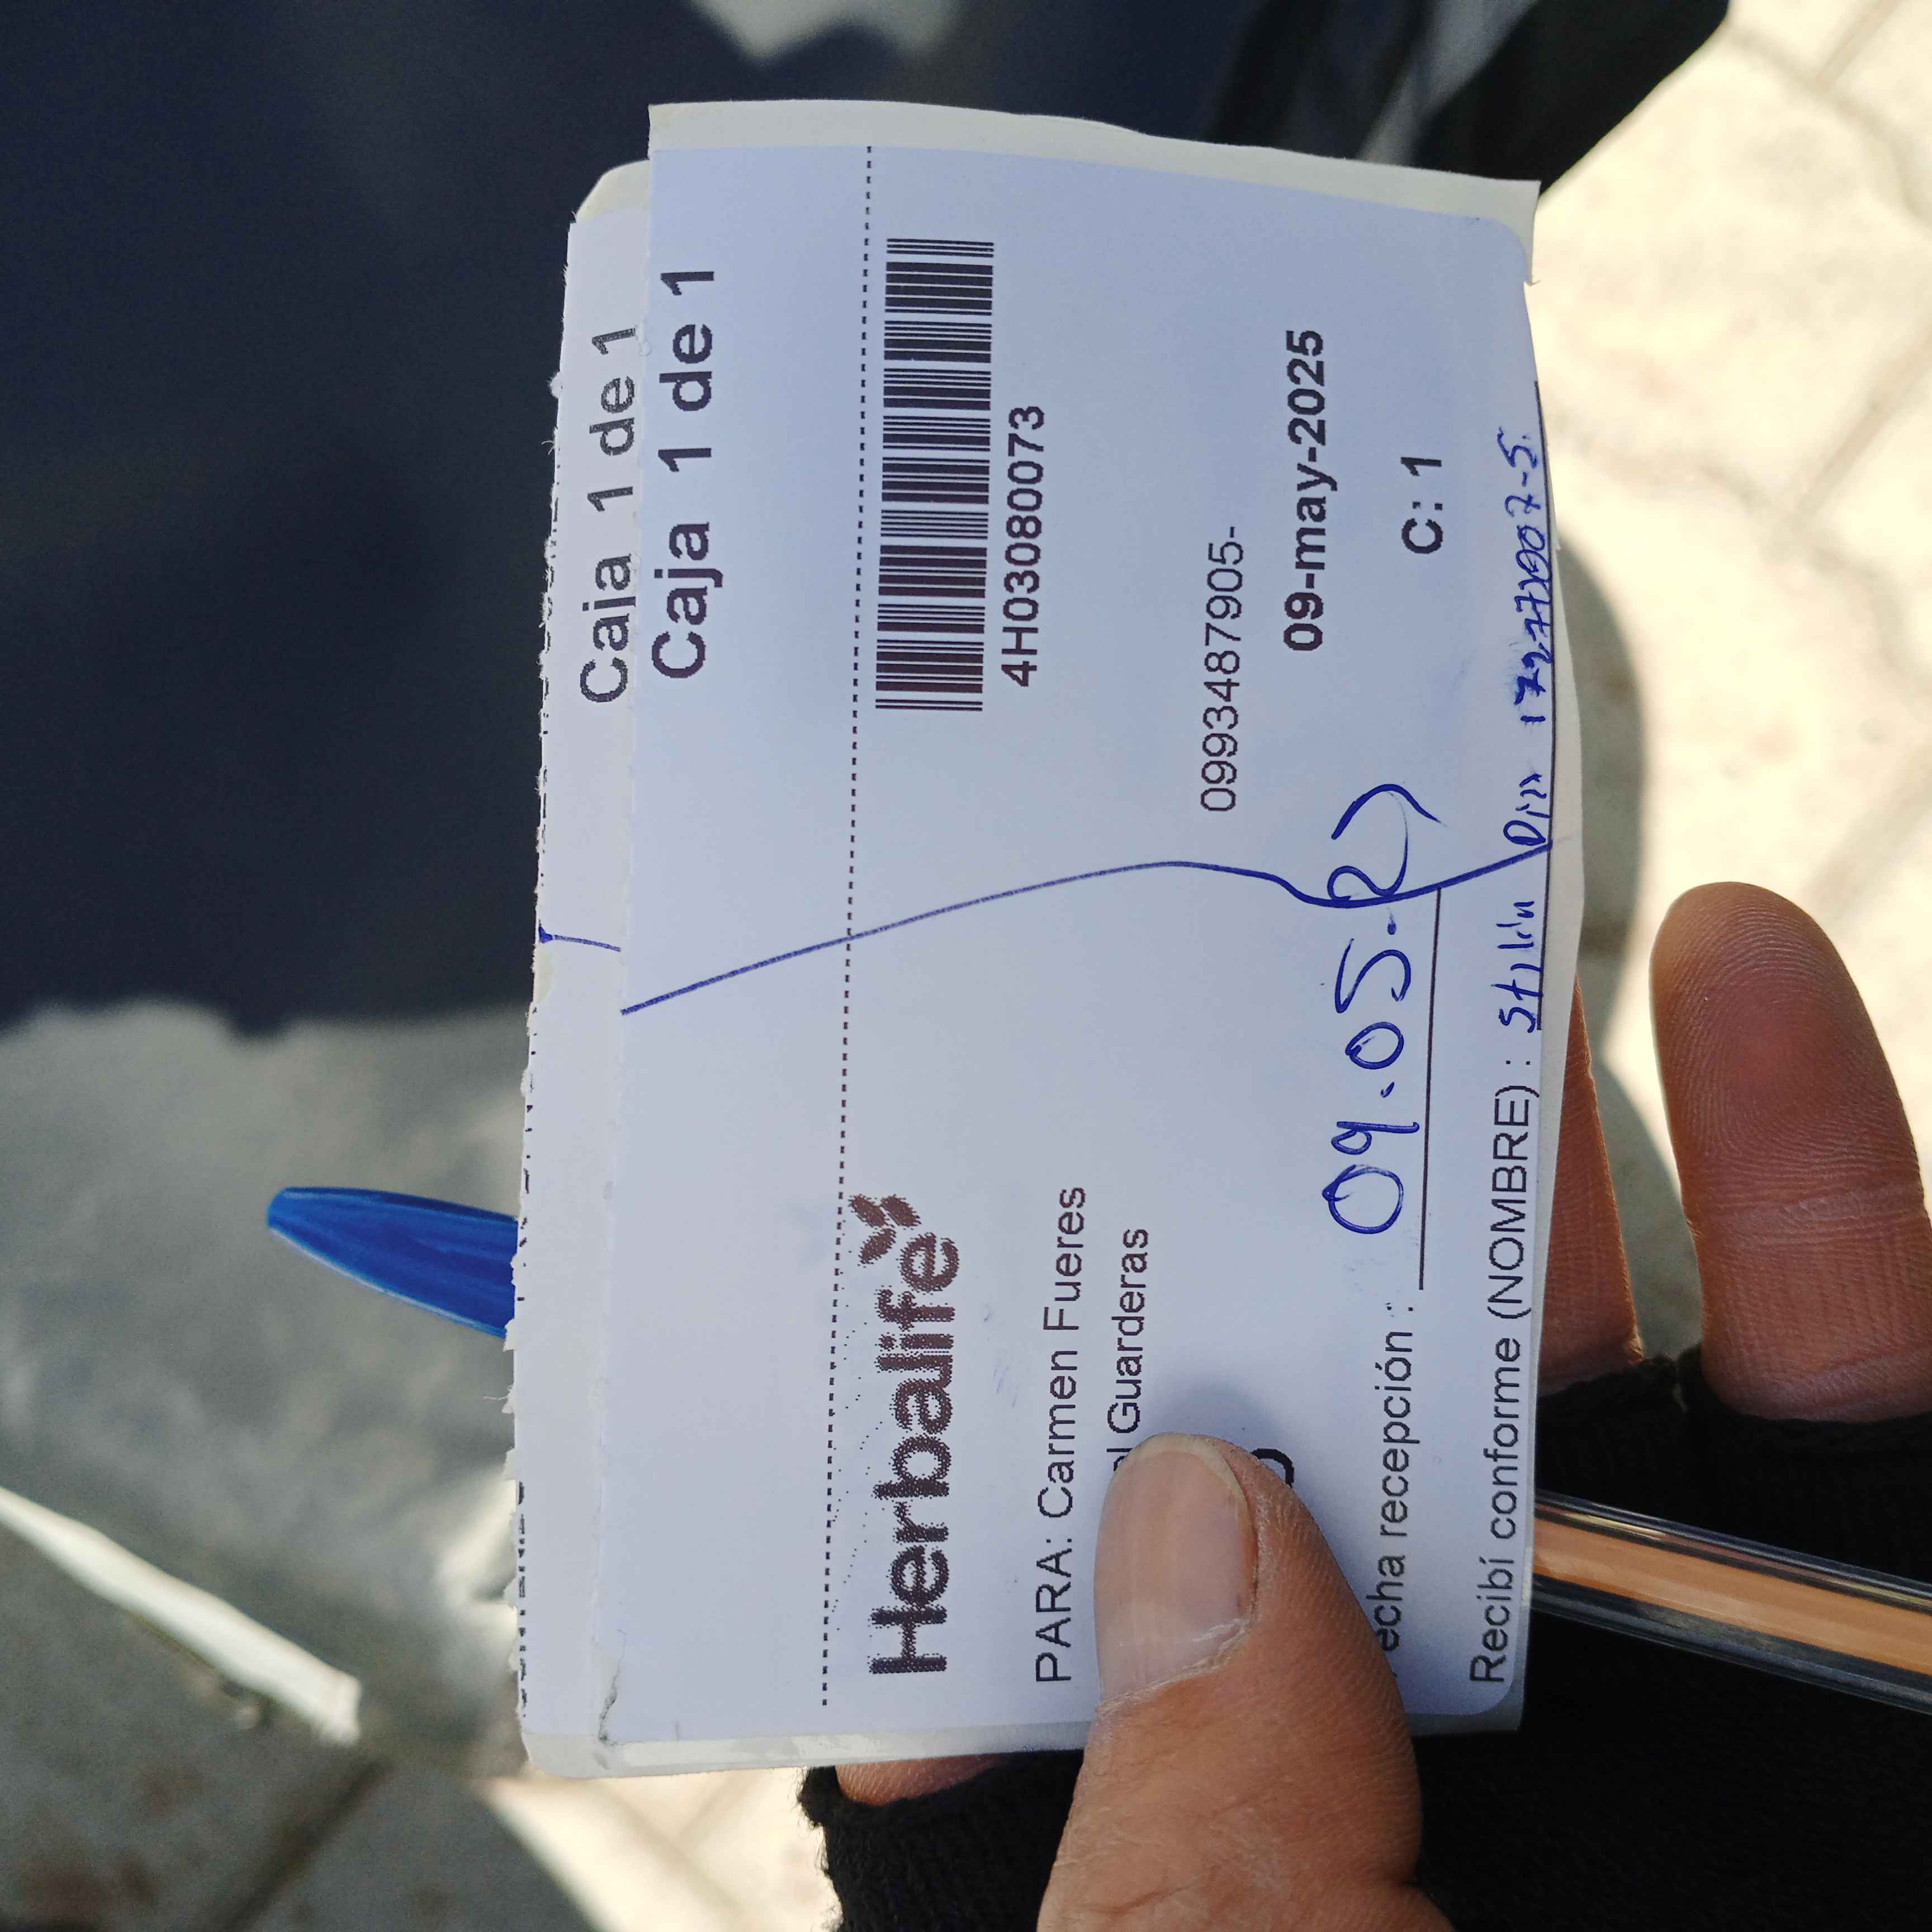 Caja 1 de 1
Caja 1 de 1
Herbalife
4H03080073
PARA: Carmen Fueres
Guarderas
0993487905-
09-may-2025
echa recepción : 09.05.
C: 1
Recibí conforme (NOMBRE) : Stalin